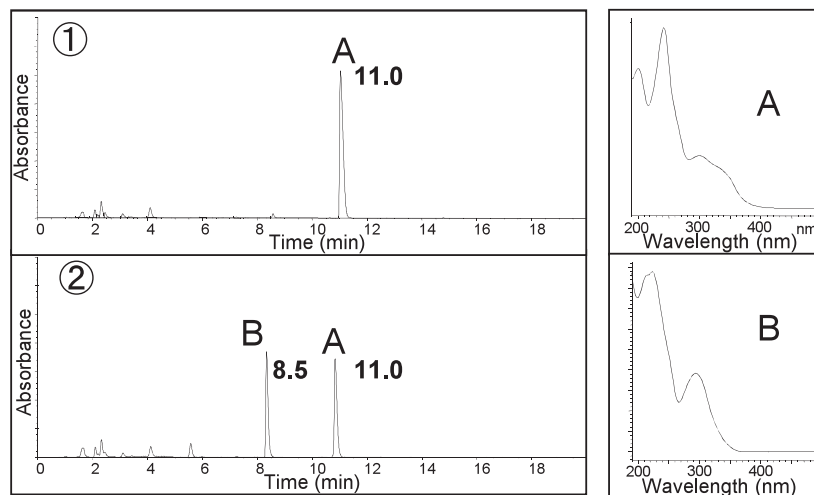 ①
A
11.0
Absorbance
0 2 4 6 8 10 12 14 16 18
Time (min)
A
200 300 400 nm
Wavelength (nm)
②
B
8.5
A
11.0
Absorbance
0 2 4 6 8 10 12 14 16 18
Time (min)
B
200 300 400
Wavelength (nm)